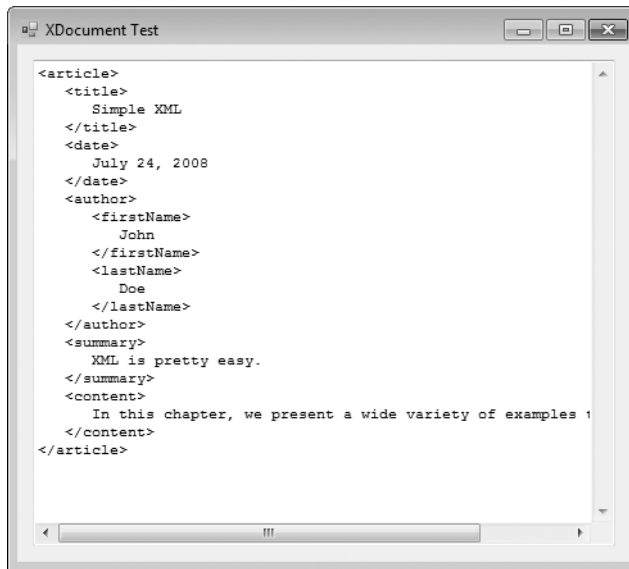 XDocument Test
<article>
   <title>
      Simple XML
   </title>
   <date>
      July 24, 2008
   </date>
   <author>
      <firstName>
         John
      </firstName>
      <lastName>
         Doe
      </lastName>
   </author>
   <summary>
      XML is pretty easy.
   </summary>
   <content>
      In this chapter, we present a wide variety of examples t
   </content>
</article>